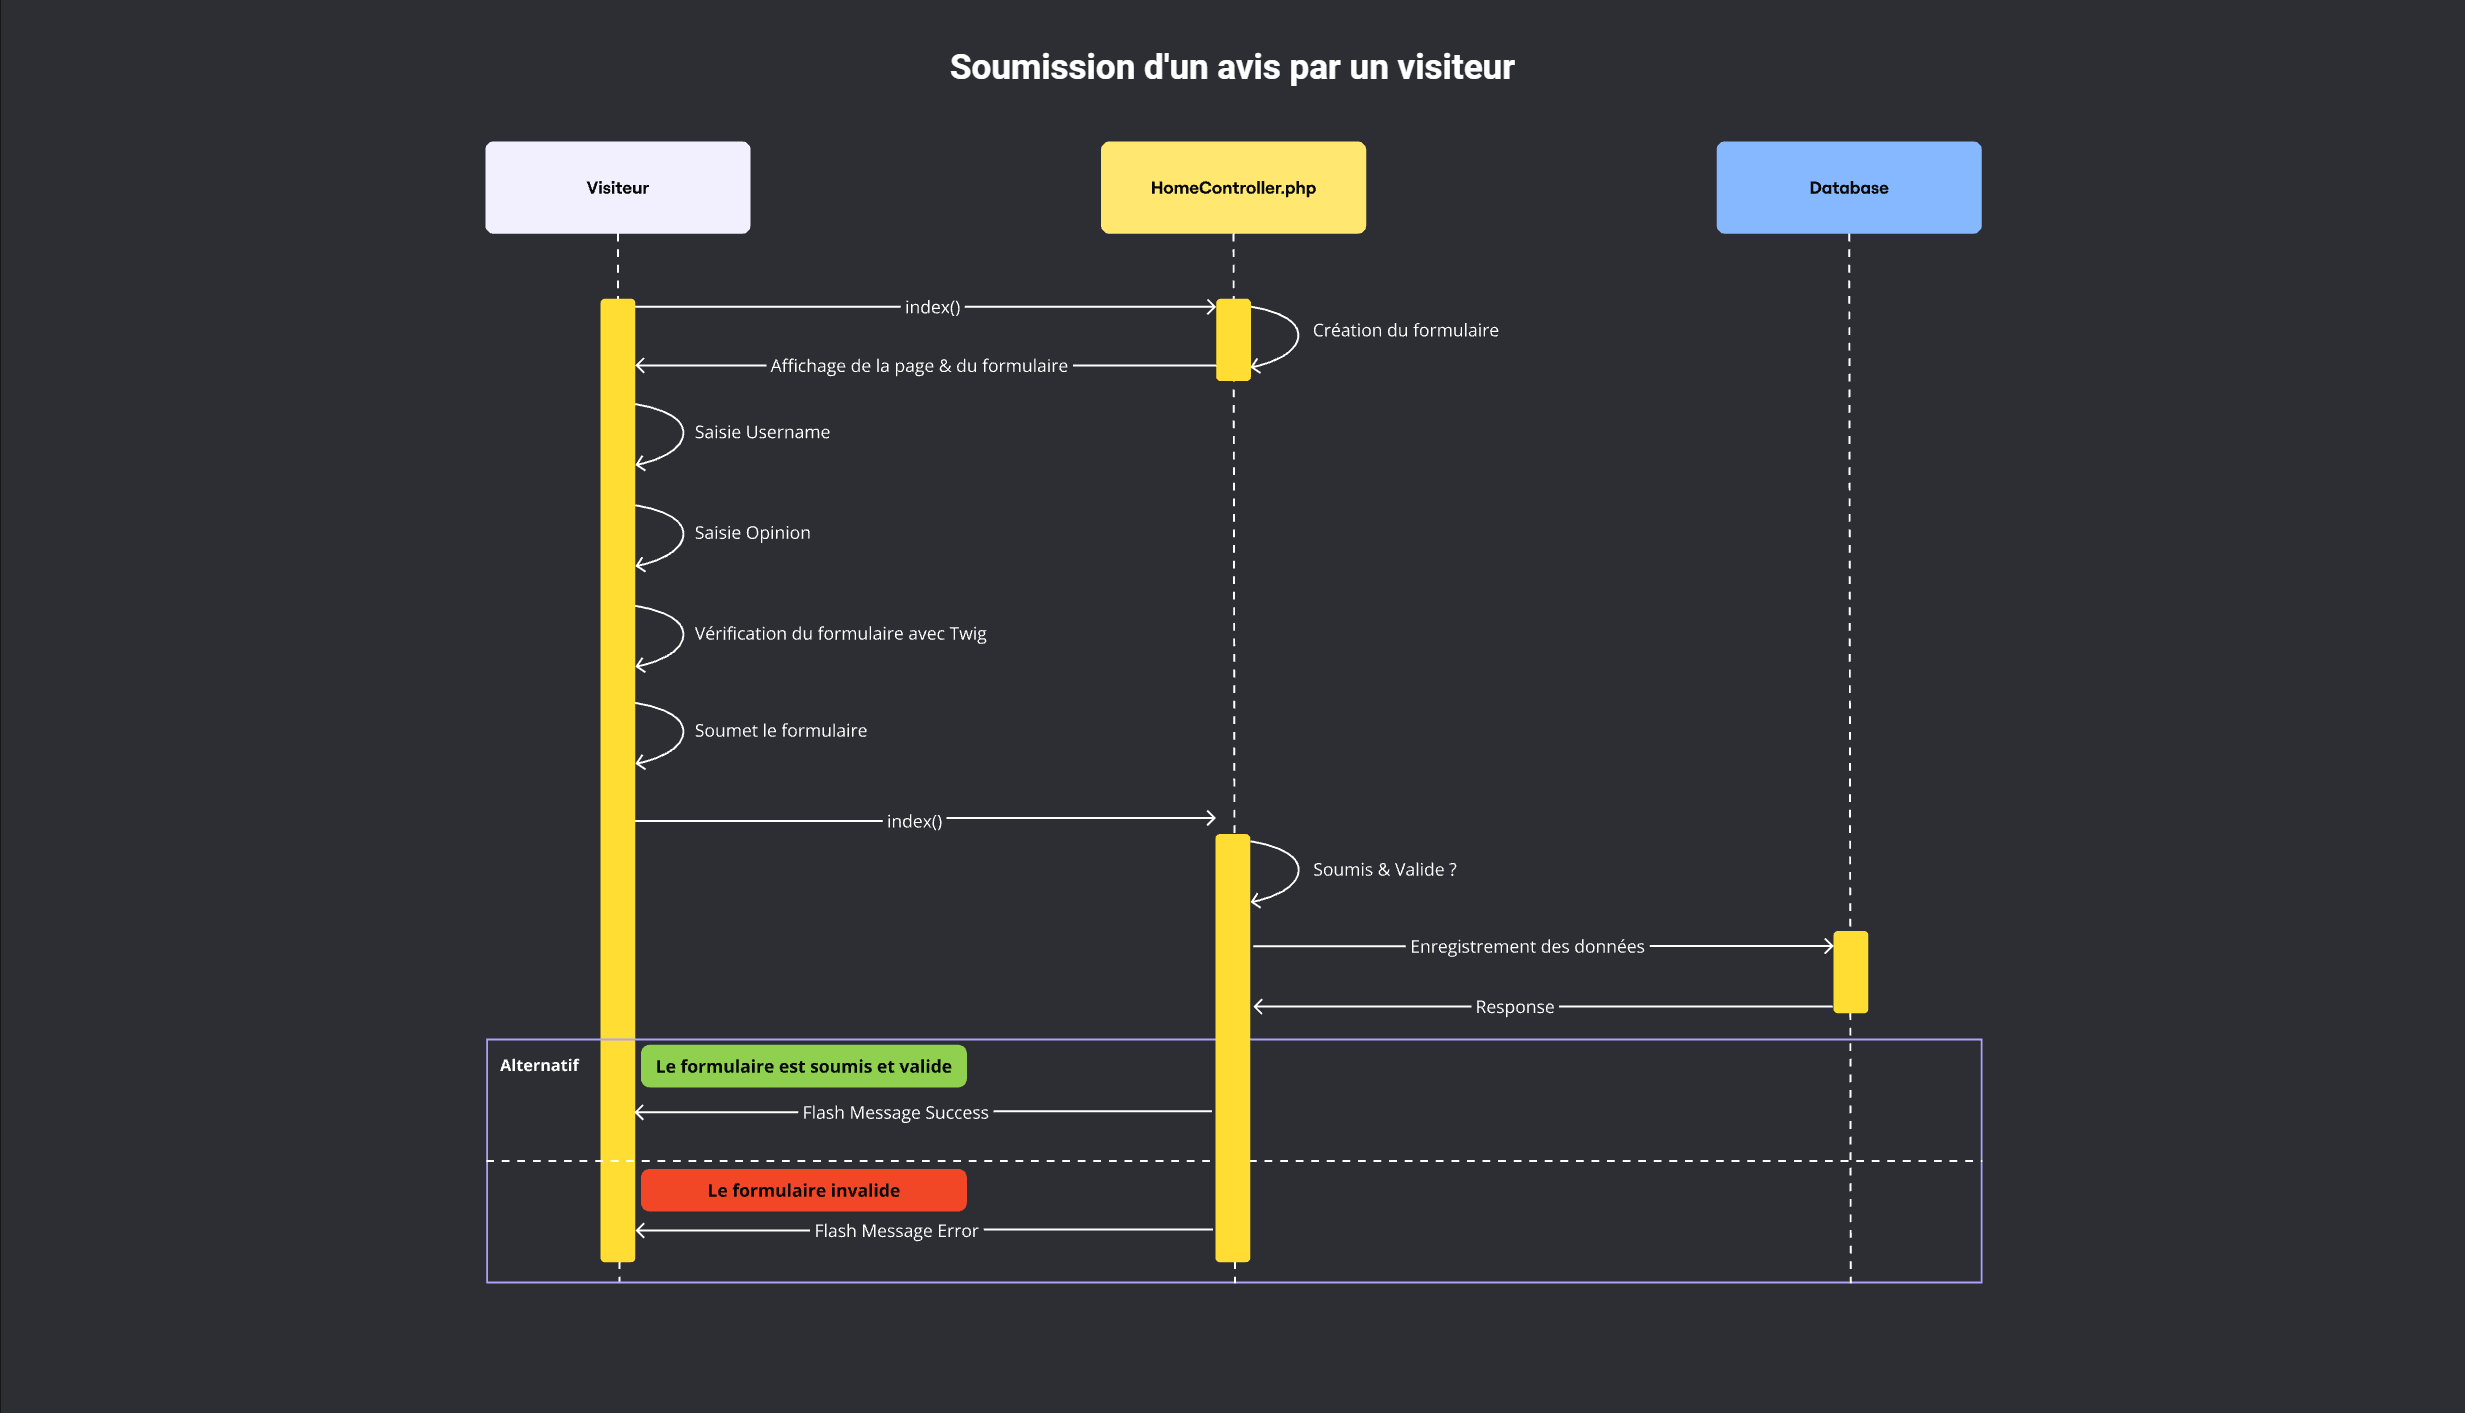 Soumission d'un avis par un visiteur
Visiteur
HomeController.php
Database
index()
Création du formulaire
Affichage de la page & du formulaire
Saisie Username
Saisie Opinion
Vérification du formulaire avec Twig
Soumet le formulaire
index()
Soumis & Valide ?
Enregistrement des données
Response
Alternatif
Le formulaire est soumis et valide
Flash Message Success
Le formulaire invalide
Flash Message Error